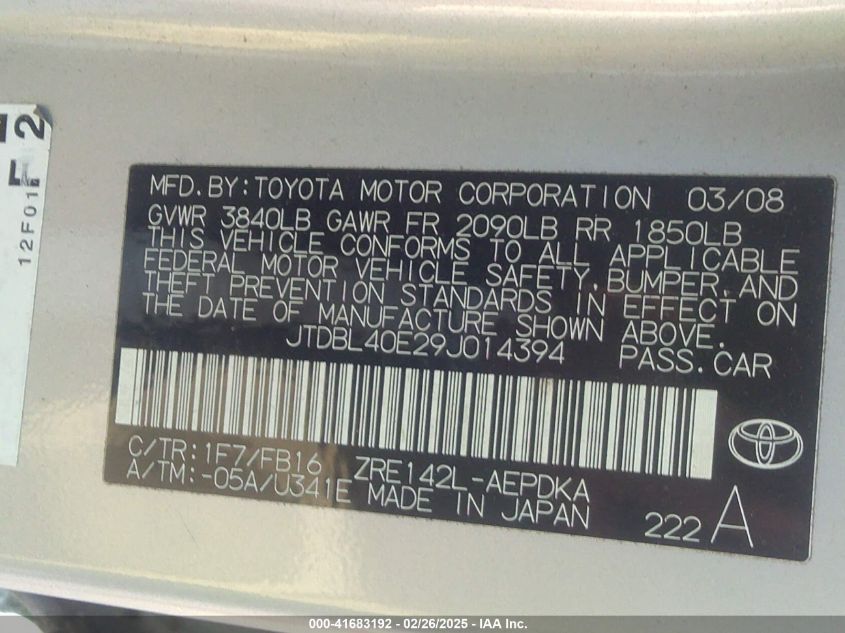 12
F
12F01
MFD. BY: TOYOTA MOTOR CORPORATION 03/08
GVWR 3840LB GAWR FR 2090LB RR 1850LB
THIS VEHICLE CONFORMS TO ALL APPLICABLE
FEDERAL MOTOR VEHICLE SAFETY, BUMPER, AND
THEFT PREVENTION STANDARDS IN EFFECT ON
THE DATE OF MANUFACTURE SHOWN ABOVE.
JTDBL40E29J014394 PASS. CAR
C/TR: 1F7/FB16 ZRE142L-AEPDKA
A/TM: -05A/U341E MADE IN JAPAN 222 A
000-41683192 - 02/26/2025 - IAA Inc.